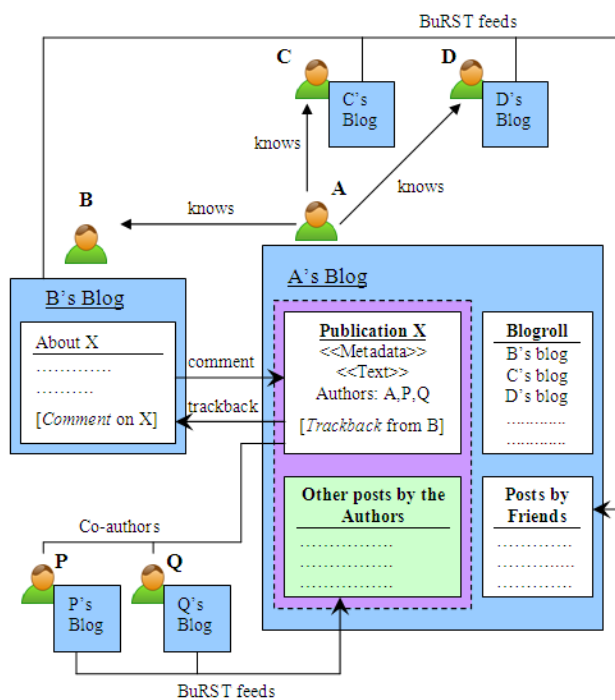 BuRST feeds
C
D
C's
Blog
D's
Blog
knows
knows
A
B
knows
A's Blog
B's Blog
About X
.............
..........
[Comment on X]
comment
trackback
Publication X
<<Metadata>>
<<Text>>
Authors: A,P,Q
[Trackback from B]
Blogroll
B's blog
C's blog
D's blog
............
............
Other posts by the
Authors
...............
...............
...............
Posts by
Friends
.............
.............
.............
Co-authors
P
Q
P's
Blog
Q's
Blog
BuRST feeds